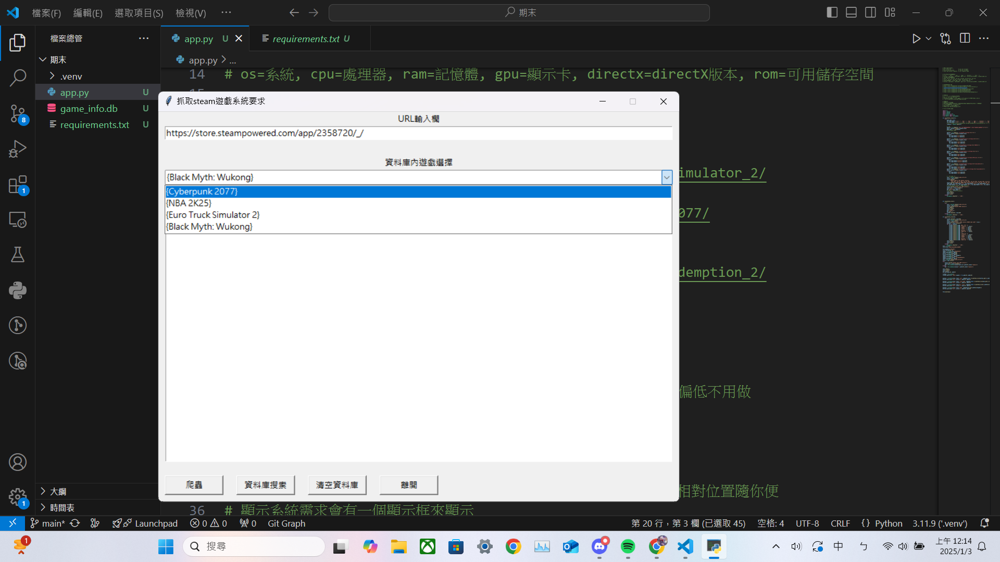 檔案(F) 編輯(E) 選取項目(S) 檢視(V) ··· 期末
檔案總管 ···
app.py U
requirements.txt U
期末
.venv
app.py U
game_info.db U
requirements.txt U
app.py > ...
14 # os=系統, cpu=處理器, ram=記憶體, gpu=顯示卡, directx=directX版本, rom=可用儲存空間
抓取steam遊戲系統要求
URL輸入欄
https://store.steampowered.com/app/2358720/_/
資料庫內遊戲選擇
{Black Myth: Wukong}
{Cyberpunk 2077}
{NBA 2K25}
{Euro Truck Simulator 2}
{Black Myth: Wukong}
imulator_2/
077/
demption_2/
偏低不用做
爬蟲 資料庫搜索 清空資料庫 離開
相對位置隨你便
36 # 顯示系統需求會有一個顯示框來顯示
大綱
時間表
8
1
1
main* Launchpad 0 0 0 Git Graph
第 20 行，第 3 欄 (已選取 45) 空格: 4 UTF-8 CRLF {} Python 3.11.9 ('.venv')
1
搜尋
中 ㄅ
上午 12:14
2025/1/3